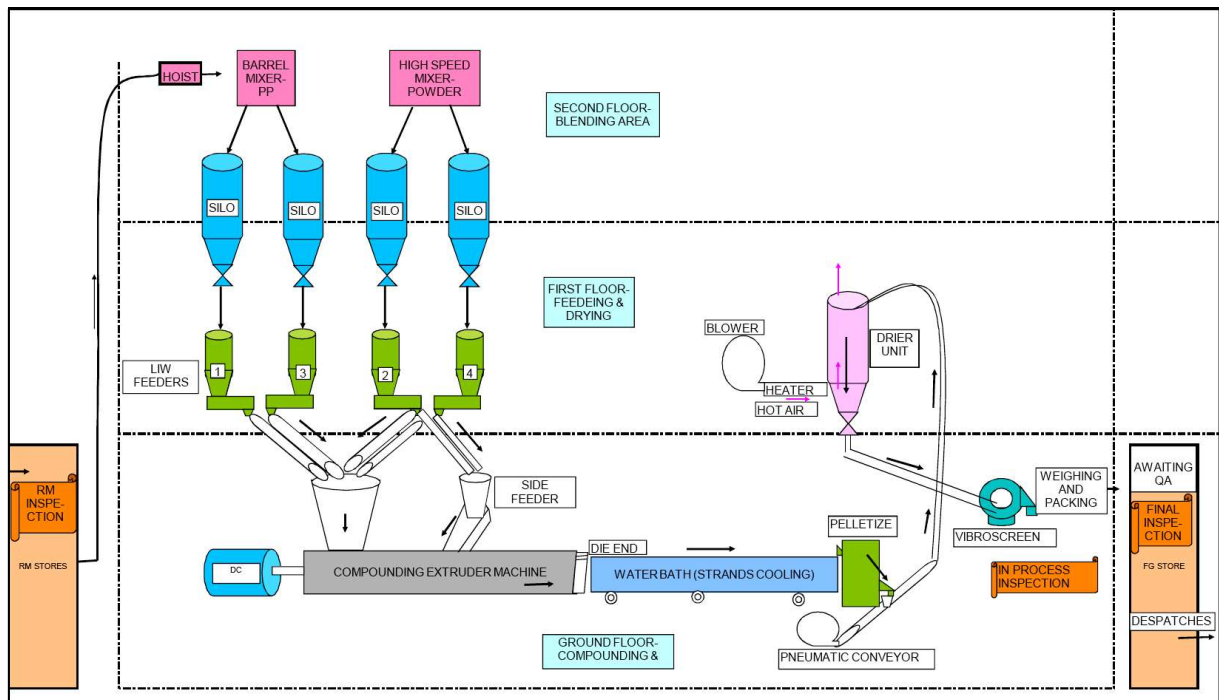 HOIST
BARREL
MIXER-
PP
HIGH SPEED
MIXER-
POWDER
SECOND FLOOR-
BLENDING AREA
SILO
SILO
SILO
SILO
FIRST FLOOR-
FEEDEING &
DRYING
BLOWER
DRIER
UNIT
HEATER
HOT AIR
LIW
FEEDERS
1
3
2
4
RM
INSPE-
CTION
RM STORES
SIDE
FEEDER
WEIGHING
AND
PACKING
AWAITING
QA
FINAL
INSPE-
CTION
FG STORE
PELLETIZE
VIBROSCREEN
DIE END
DC
COMPOUNDING EXTRUDER MACHINE
WATER BATH (STRANDS COOLING)
IN PROCESS
INSPECTION
DESPATCHES
GROUND FLOOR-
COMPOUNDING &
PNEUMATIC CONVEYOR